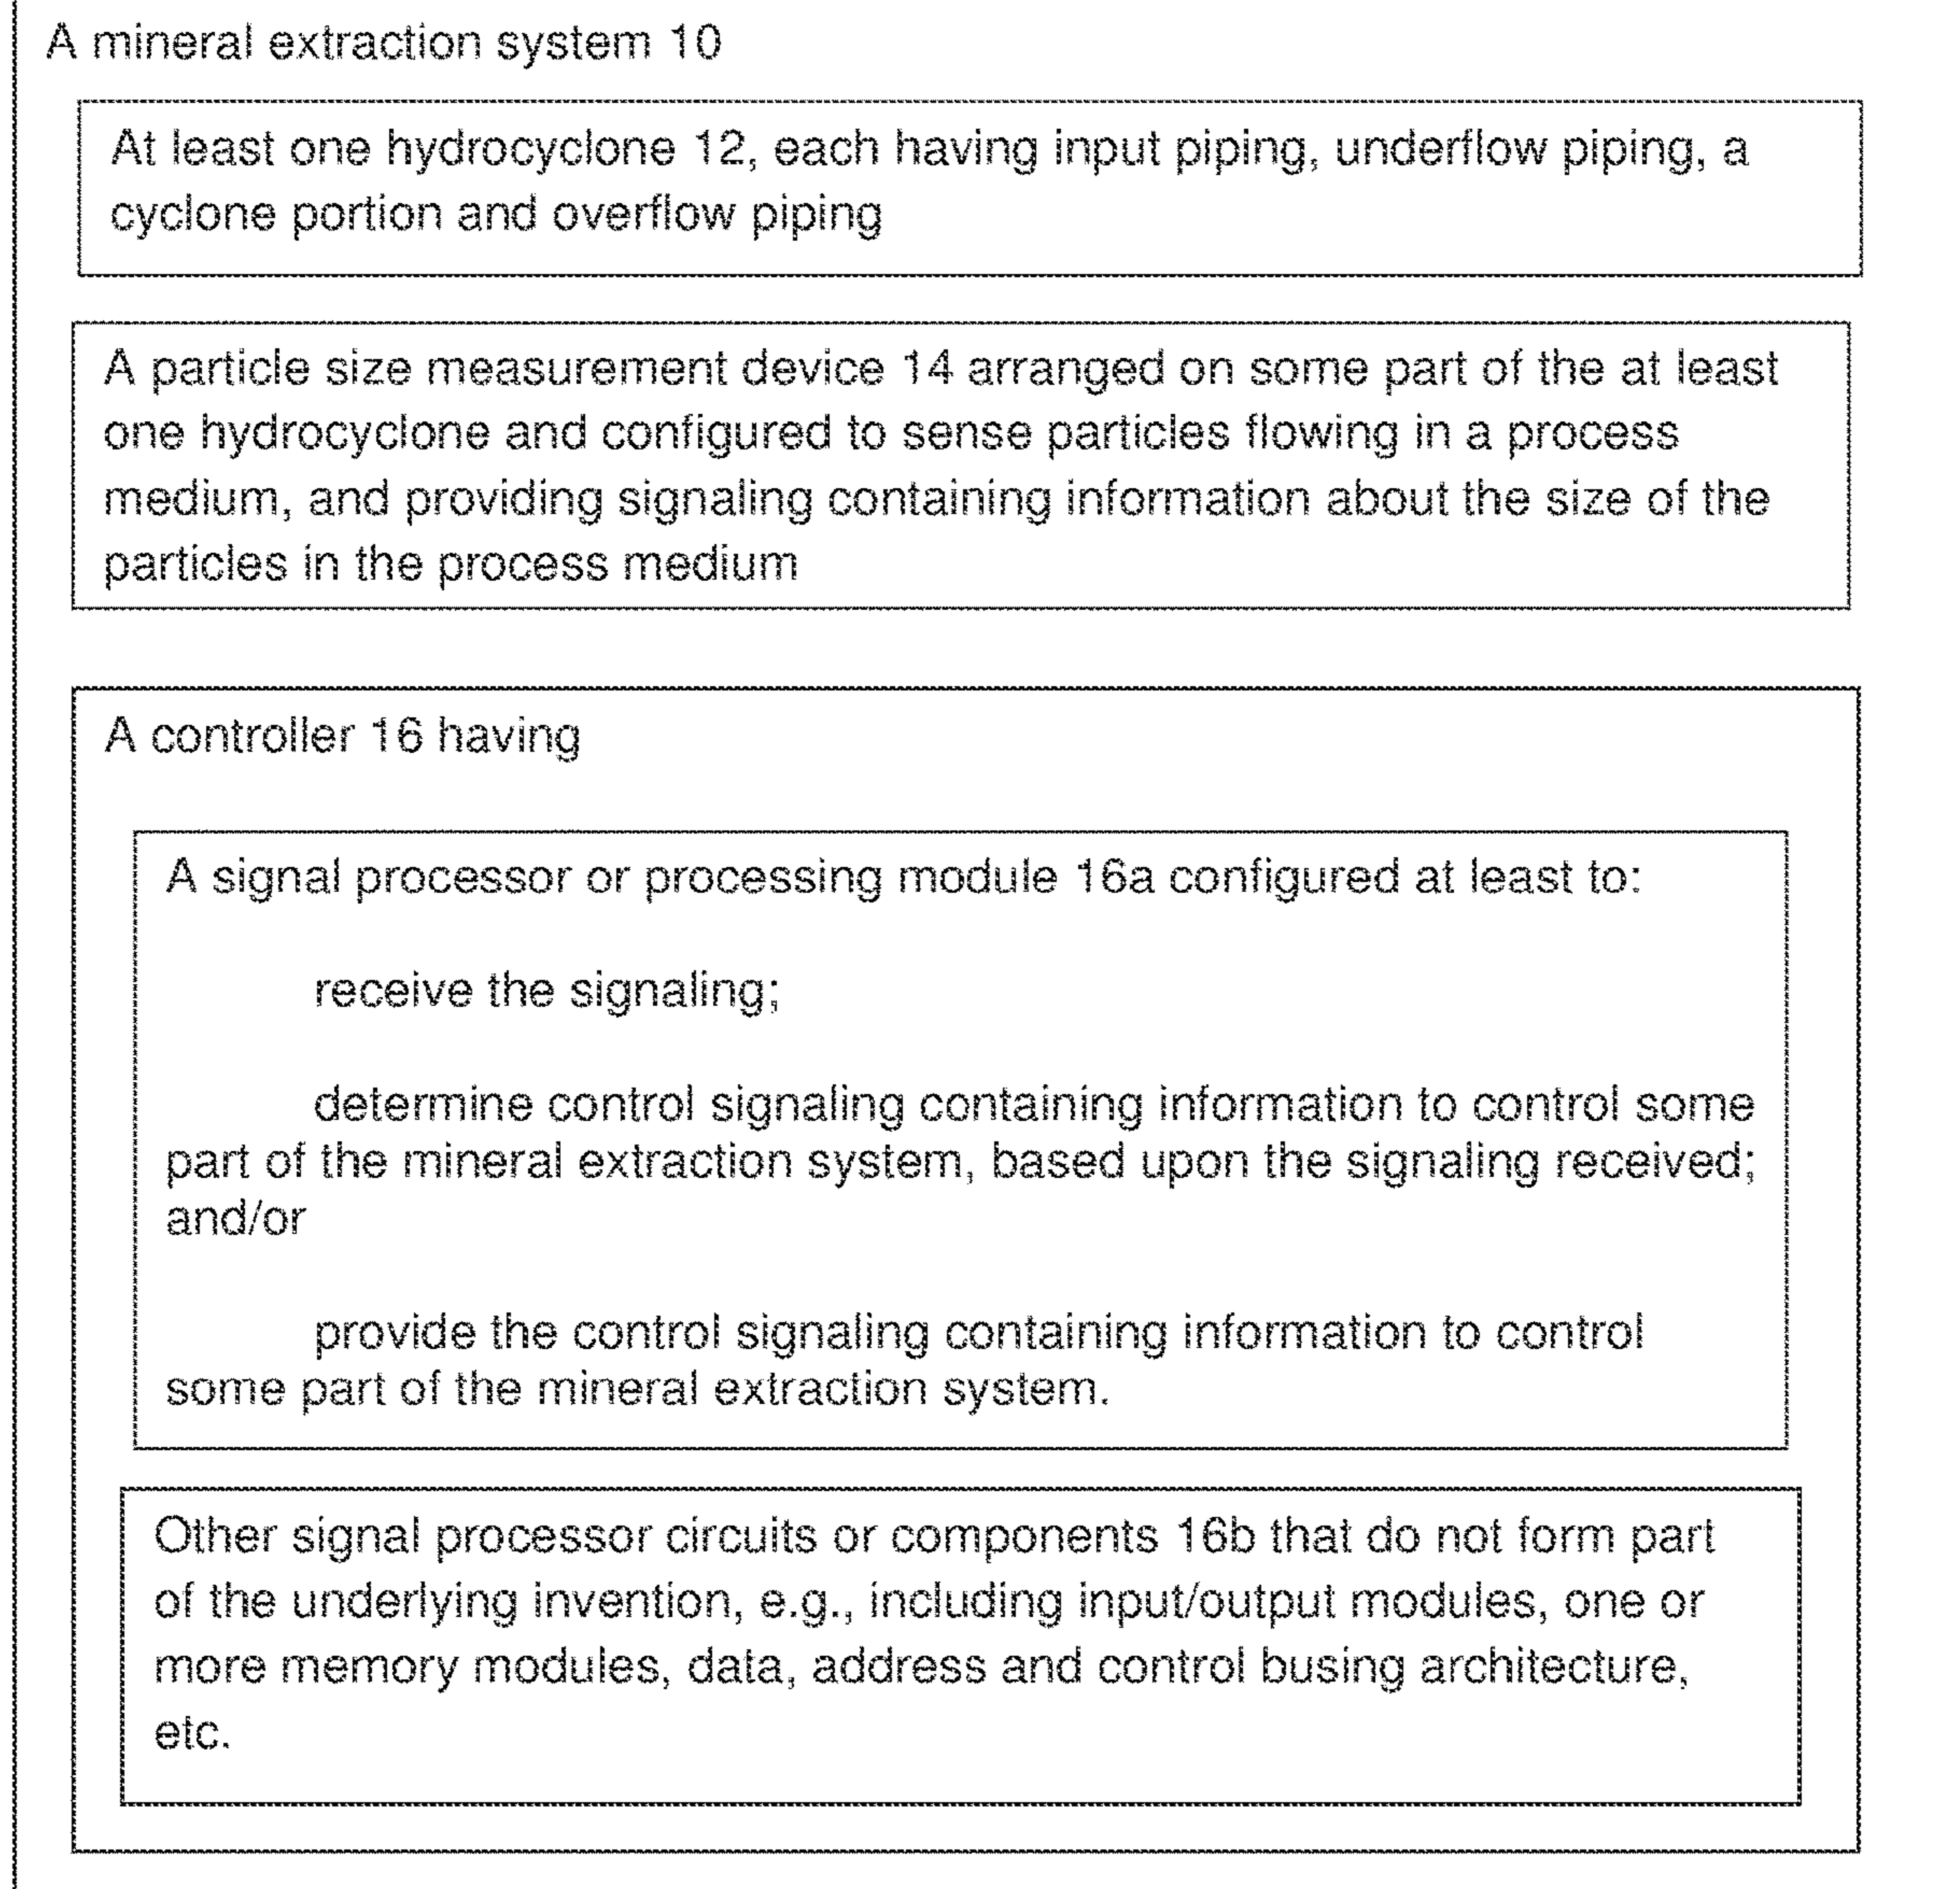 A mineral extraction system 10
At least one hydrocyclone 12, each having input piping, underflow piping, a
cyclone portion and overflow piping
A particle size measurement device 14 arranged on some part of the at least
one hydrocyclone and configured to sense particles flowing in a process
medium, and providing signaling containing information about the size of the
particles in the process medium
A controller 16 having
A signal processor or processing module 16a configured at least to:
receive the signaling;
determine control signaling containing information to control some
part of the mineral extraction system, based upon the signaling received;
and/or
provide the control signaling containing information to control
some part of the mineral extraction system.
Other signal processor circuits or components 16b that do not form part
of the underlying invention, e.g., including input/output modules, one or
more memory modules, data, address and control busing architecture,
etc.